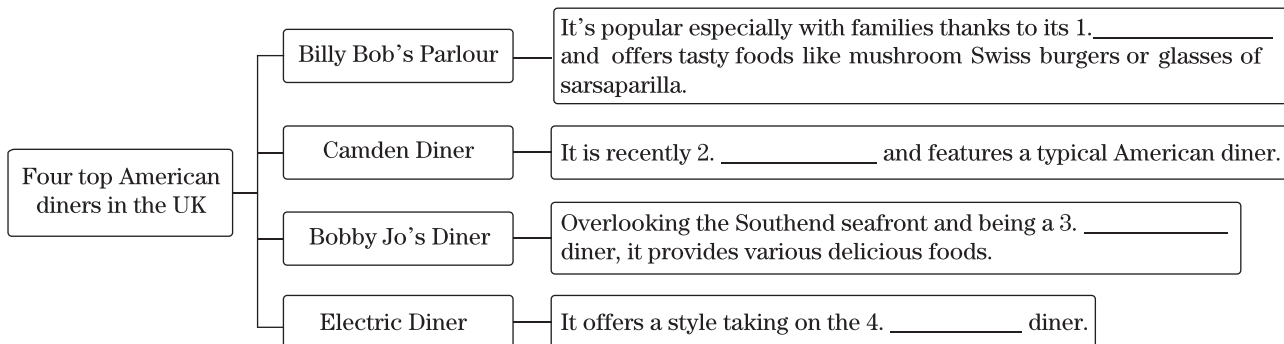 Four top American
diners in the UK
Billy Bob's Parlour
It's popular especially with families thanks to its 1.
and offers tasty foods like mushroom Swiss burgers or glasses of
sarsaparilla.
Camden Diner
It is recently 2. and features a typical American diner.
Bobby Jo's Diner
Overlooking the Southend seafront and being a 3.
diner, it provides various delicious foods.
Electric Diner
It offers a style taking on the 4. diner.